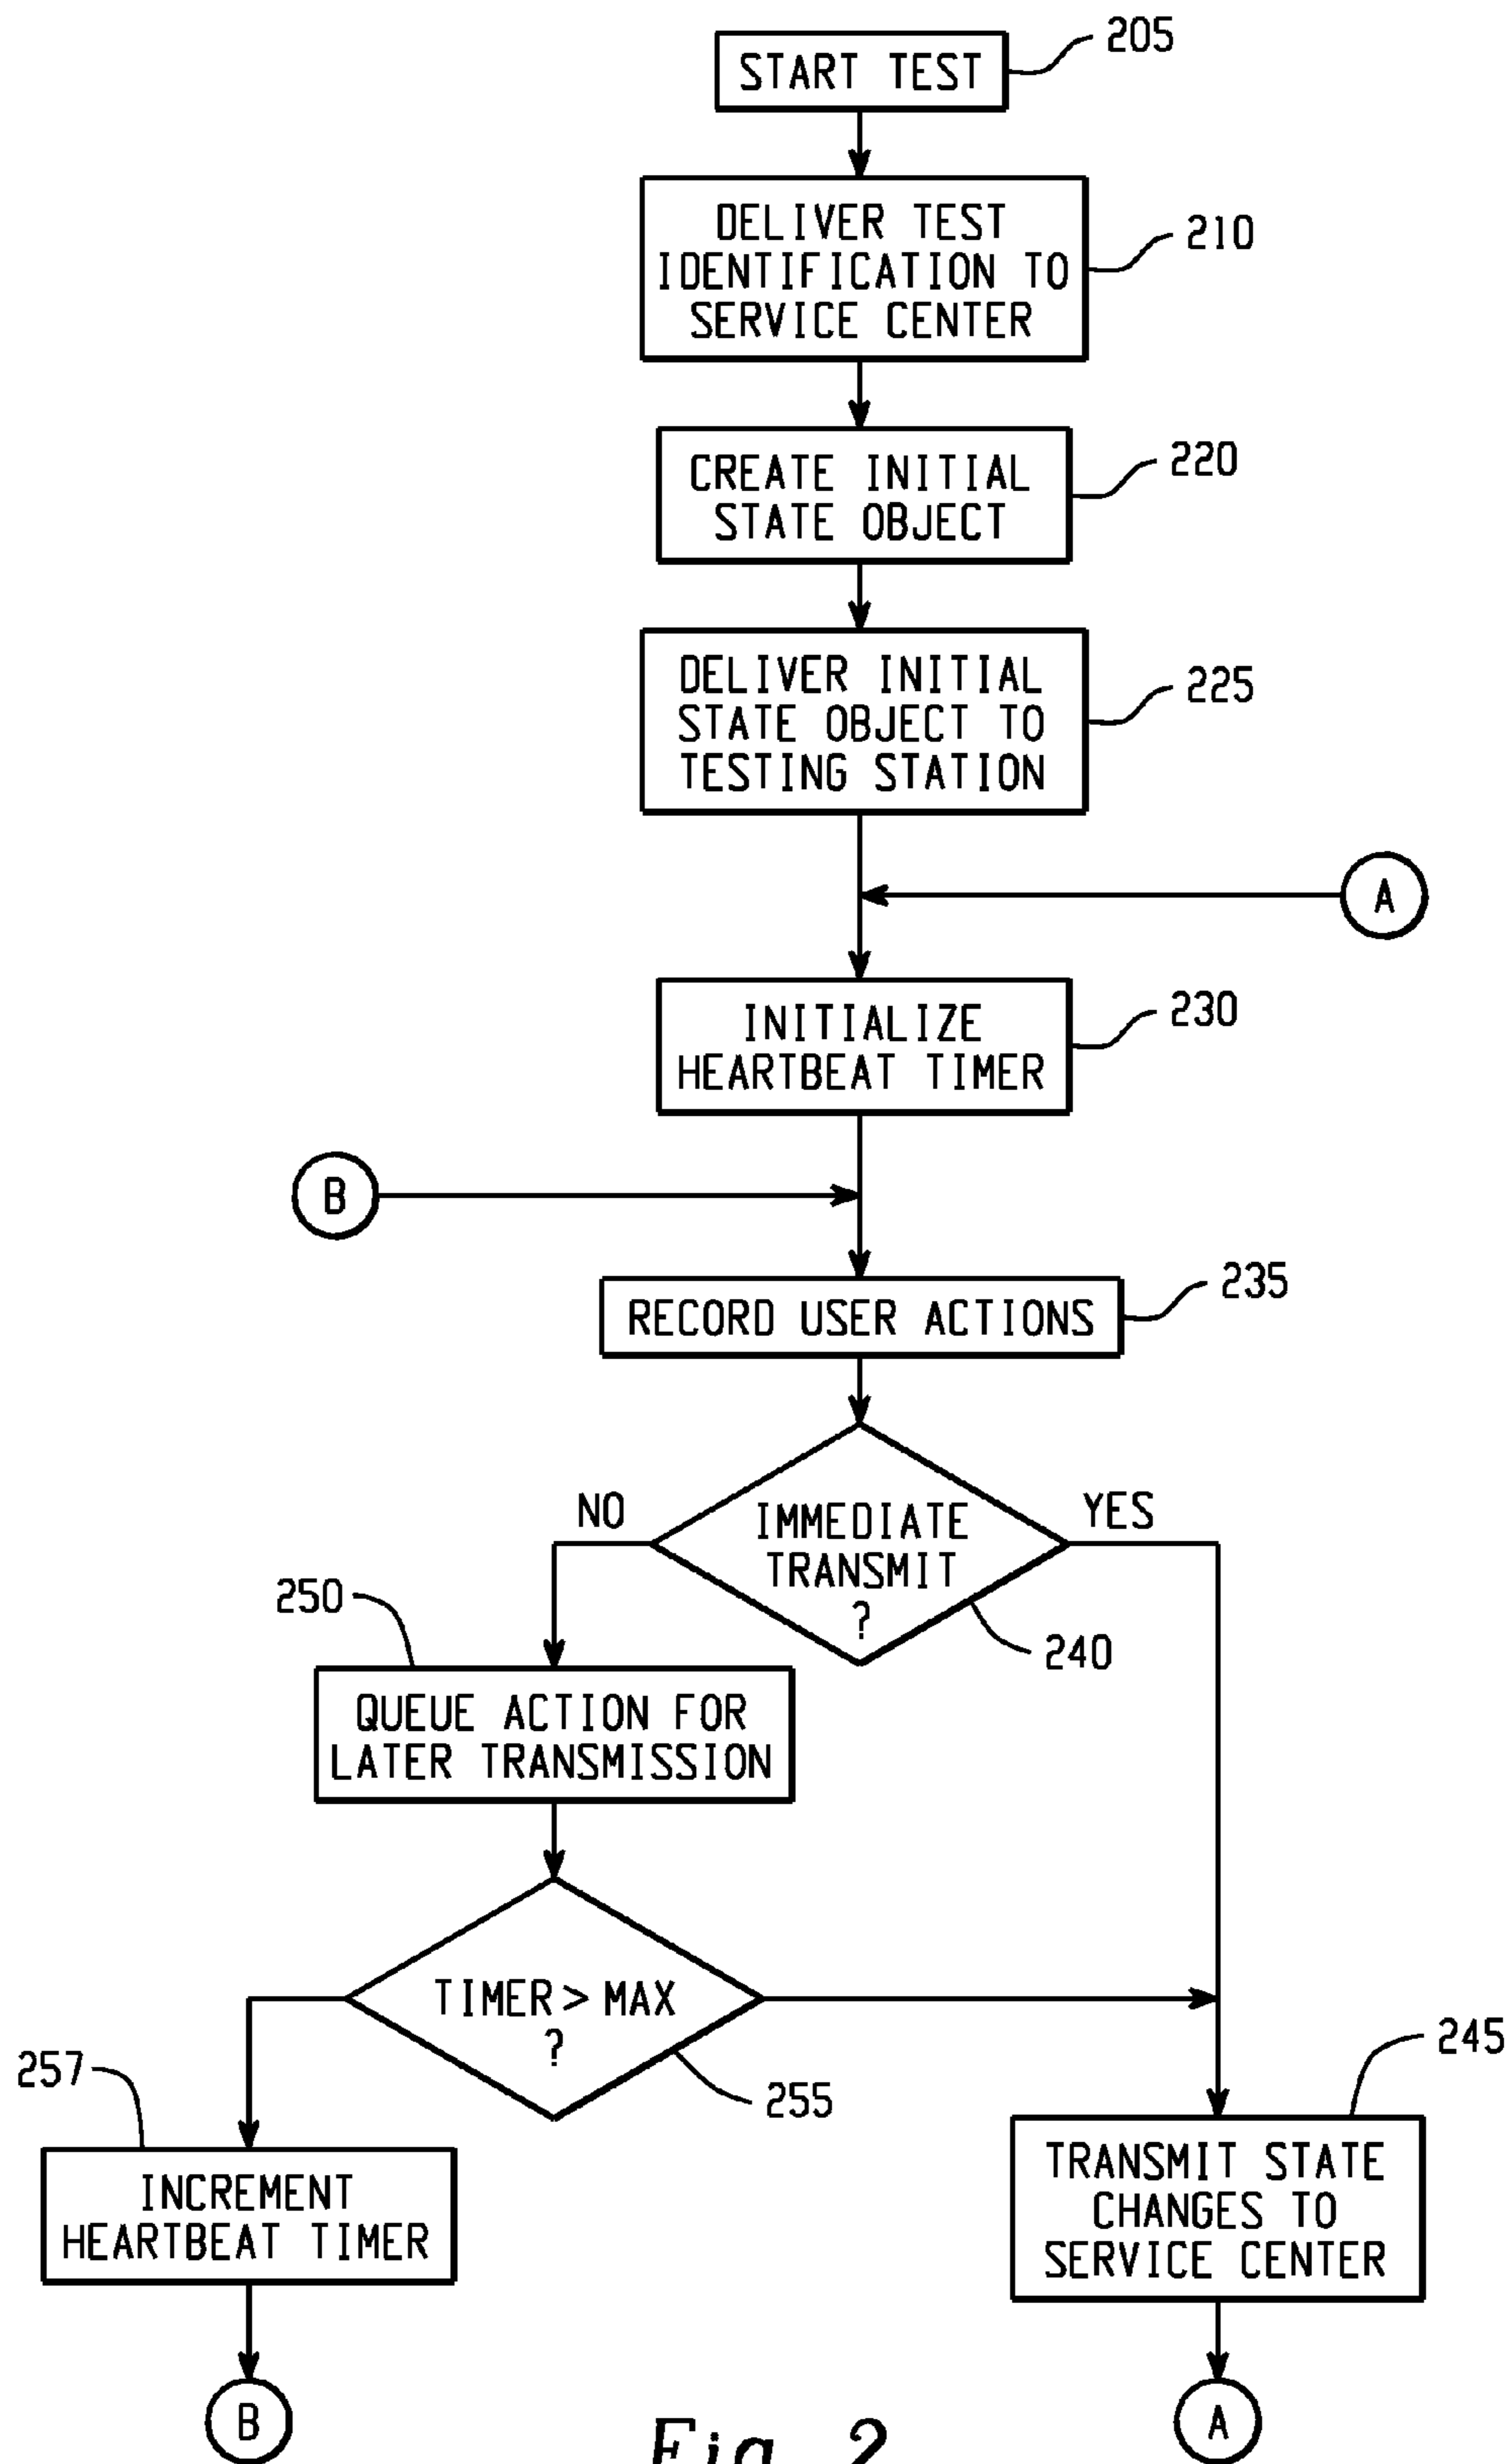 START TEST
205
DELIVER TEST
IDENTIFICATION TO
SERVICE CENTER
210
CREATE INITIAL
STATE OBJECT
220
DELIVER INITIAL
STATE OBJECT TO
TESTING STATION
225
A
INITIALIZE
HEARTBEAT TIMER
230
B
RECORD USER ACTIONS
235
IMMEDIATE
TRANSMIT
?
NO
YES
240
250
QUEUE ACTION FOR
LATER TRANSMISSION
TIMER > MAX
?
255
257
INCREMENT
HEARTBEAT TIMER
245
TRANSMIT STATE
CHANGES TO
SERVICE CENTER
B
A
Fig. 2